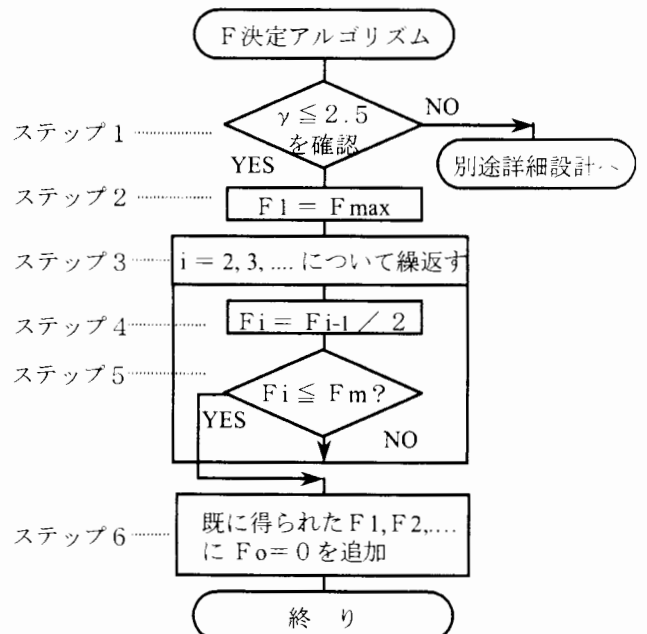 F決定アルゴリズム
ステップ1
γ≦2.5
を確認
NO
YES
別途詳細設計へ
ステップ2
F1＝Fmax
ステップ3
i＝2, 3, .... について繰返す
ステップ4
Fi＝Fi-1／2
ステップ5
Fi≦Fm?
YES
NO
ステップ6
既に得られたF1, F2,....
に Fo＝0を追加
終り